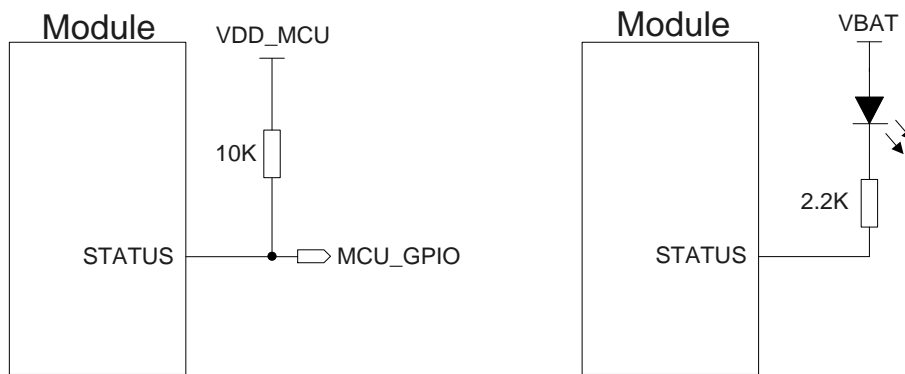 Module
VDD_MCU
10K
STATUS
MCU_GPIO
Module
VBAT
2.2K
STATUS